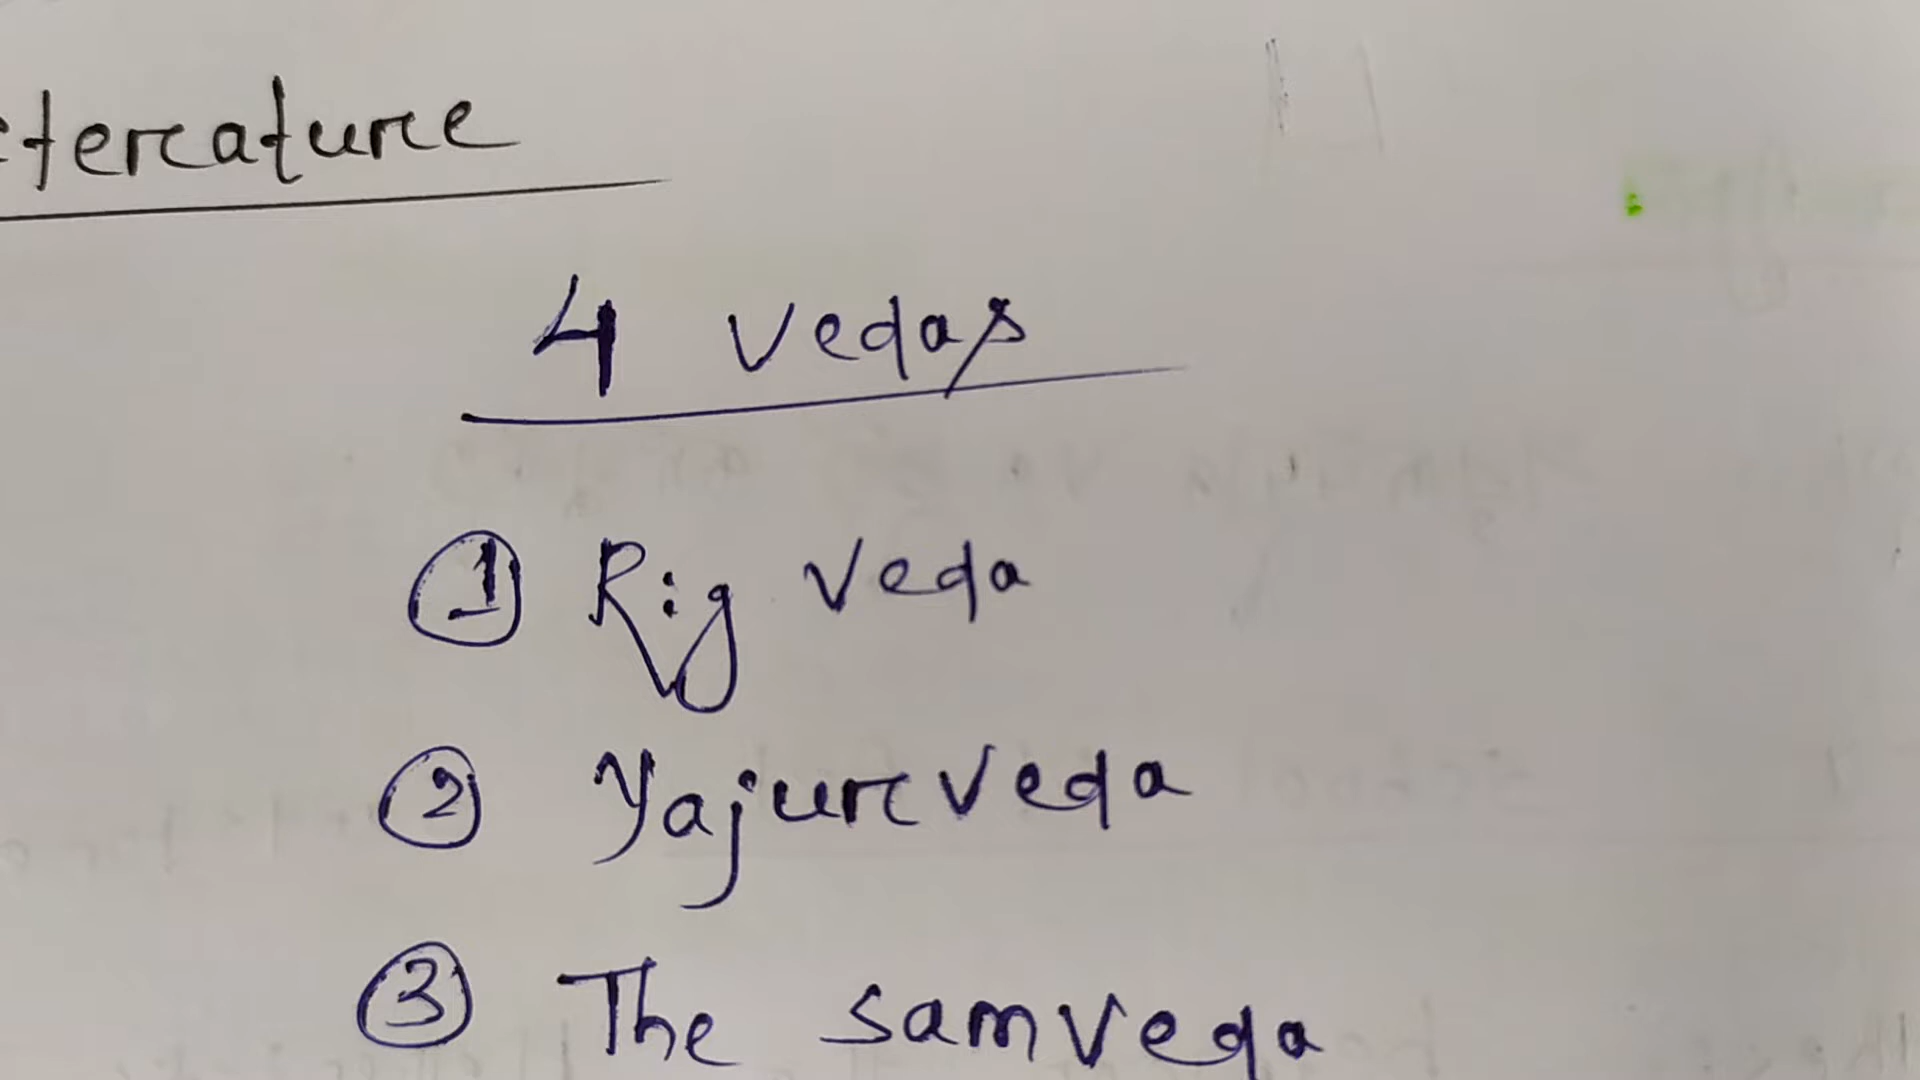 terature
4 vedas
① Rig veda
② Yajurveda
③ The samveda